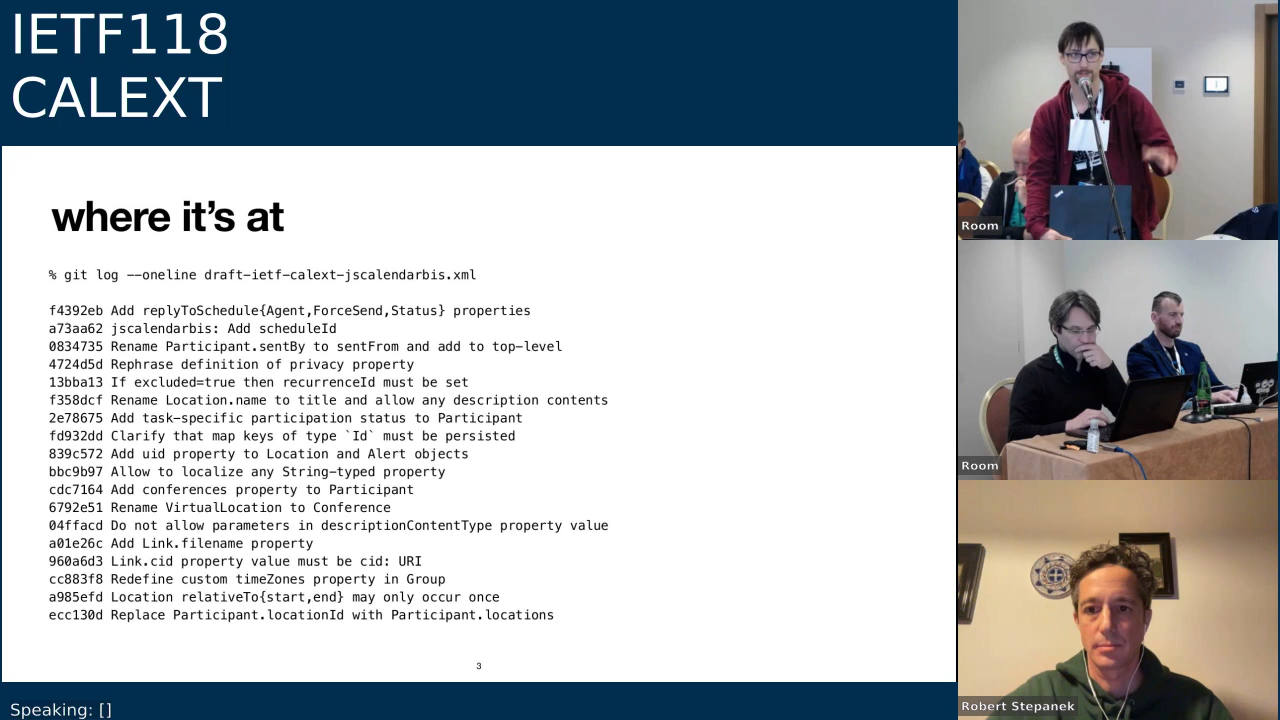 IETF118
CALEXT
where it's at
% git log --oneline draft-ietf-calext-jscalendarbis.xml
f4392eb Add replyToSchedule{Agent,ForceSend,Status} properties
a73aa62 jscalendarbis: Add scheduleId
0834735 Rename Participant.sentBy to sentFrom and add to top-level
4724d5d Rephrase definition of privacy property
13bba13 If excluded=true then recurrenceId must be set
f358dcf Rename Location.name to title and allow any description contents
2e78675 Add task-specific participation status to Participant
fd932dd Clarify that map keys of type `Id` must be persisted
839c572 Add uid property to Location and Alert objects
bbc9b97 Allow to localize any String-typed property
cdc7164 Add conferences property to Participant
6792e51 Rename VirtualLocation to Conference
04ffacd Do not allow parameters in descriptionContentType property value
a01e26c Add Link.filename property
960a6d3 Link.cid property value must be cid: URI
cc883f8 Redefine custom timeZones property in Group
a985efd Location relativeTo{start,end} may only occur once
ecc130d Replace Participant.locationId with Participant.locations
3
Speaking: []
Room
Room
Robert Stepanek